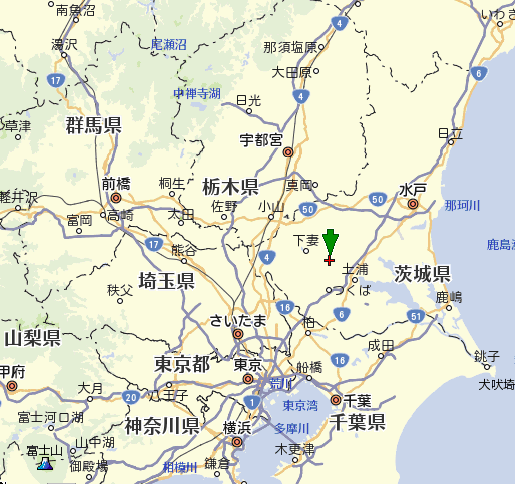 南魚沼
いわき
湯沢
尾瀬沼
那須塩原
4
17
大田原
6
中禅寺湖
日光
4
草津
群馬県
宇都宮
日立
前橋
桐生
栃木県
真岡
水戸
軽井沢
高崎
太田
佐野
小山
50
50
那珂川
富岡
17
熊谷
下妻
鹿島
4
土浦
茨城県
埼玉県
つくば
秩父
16
鹿嶋
さいたま
6
51
山梨県
柏
成田
東京都
東京
16
船橋
銚子
甲府
大月
荒川
犬吠埼
20
八王子
1
東京湾
千葉
富士河口湖
神奈川県
横浜
多摩川
千葉県
富士山
山中湖
木更津
御殿場
相模川
鎌倉